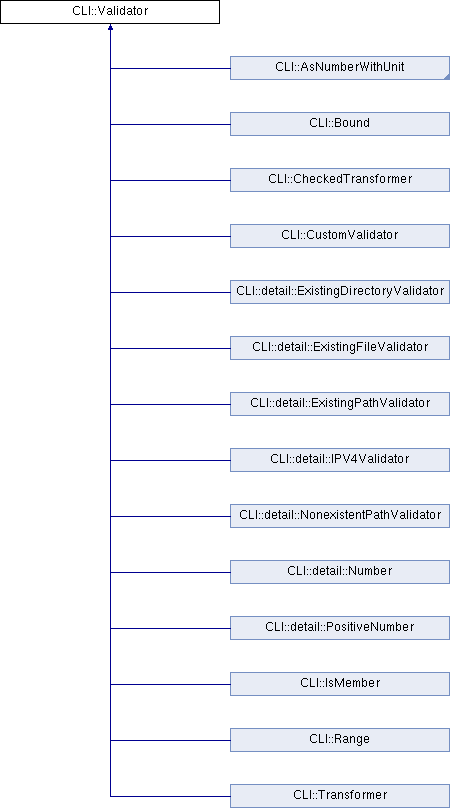 CLI::Validator
CLI::AsNumberWithUnit
CLI::Bound
CLI::CheckedTransformer
CLI::CustomValidator
CLI::detail::ExistingDirectoryValidator
CLI::detail::ExistingFileValidator
CLI::detail::ExistingPathValidator
CLI::detail::IPV4Validator
CLI::detail::NonexistentPathValidator
CLI::detail::Number
CLI::detail::PositiveNumber
CLI::IsMember
CLI::Range
CLI::Transformer